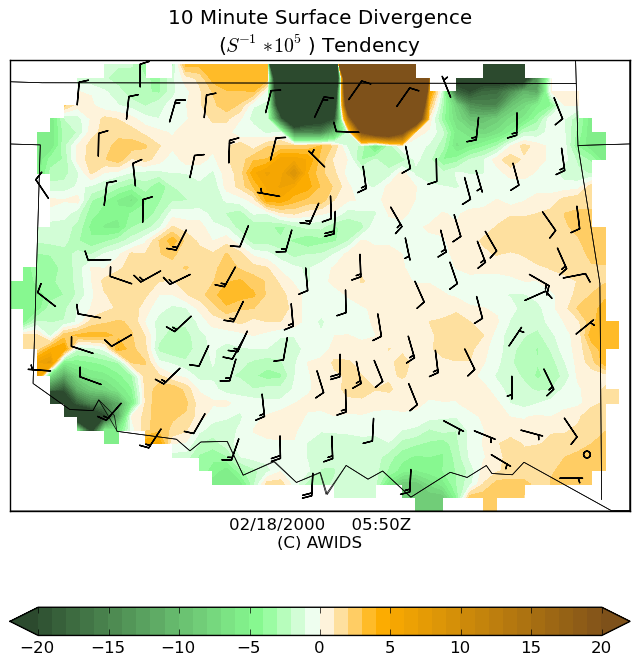 10 Minute Surface Divergence
($S^{-1} * 10^{5}$ ) Tendency
02/18/2000 05:50Z
(C) AWIDS
−20 −15 −10 −5 0 5 10 15 20